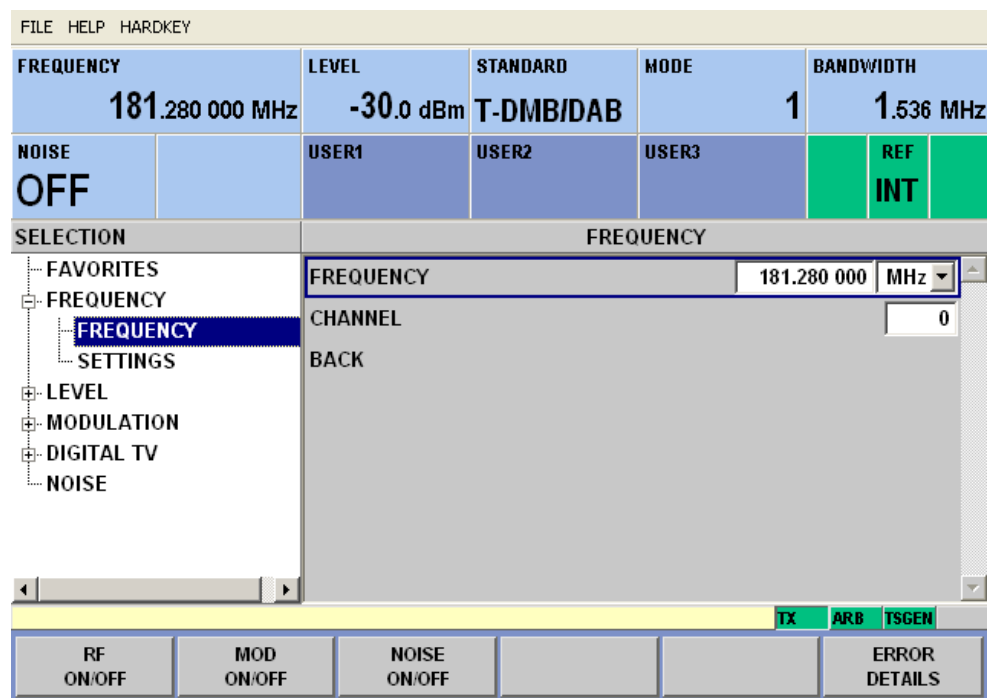 FILE HELP HARDKEY
FREQUENCY LEVEL STANDARD MODE BANDWIDTH
181.280 000 MHz -30.0 dBm T-DMB/DAB 1 1.536 MHz
NOISE USER1 USER2 USER3 REF
OFF INT
SELECTION FREQUENCY
FAVORITES
FREQUENCY
FREQUENCY
SETTINGS
LEVEL
MODULATION
DIGITAL TV
NOISE
FREQUENCY 181.280 000 MHz
CHANNEL 0
BACK
TX ARB TSGEN
RF ON/OFF
MOD ON/OFF
NOISE ON/OFF
ERROR DETAILS